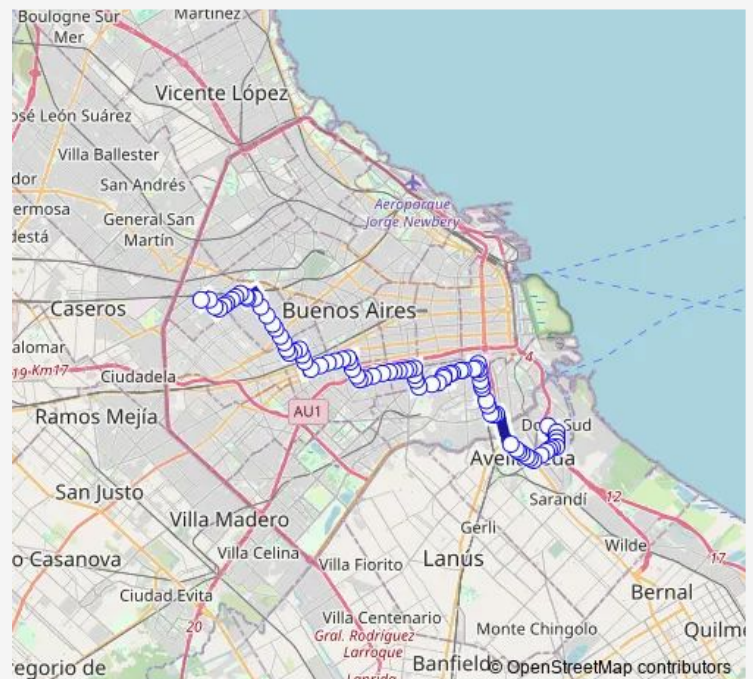 Boulogne Sur
Mer
Martínez
Vicente López
osé León Suárez
Villa Ballester
dor
San Andrés
ermosa
General San
Martín
Aeroparque
Jorge Newbery
destá
Caseros
Buenos Aires
alomar
19-Km17
Ciudadela
4
AU1
Ramos Mejía
Sud
San Justo
Sarandí
12
Villa Madero
Gerli
Wilde
17
o Casanova
Villa Celina
Villa Fiorito
Lanús
Bernal
Ciudad Evita
20
Villa Centenario
Gral. Rodríguez
Larroque
Monte Chingolo
Quilm
egorio de
Banfield
© OpenStreetMap contributors